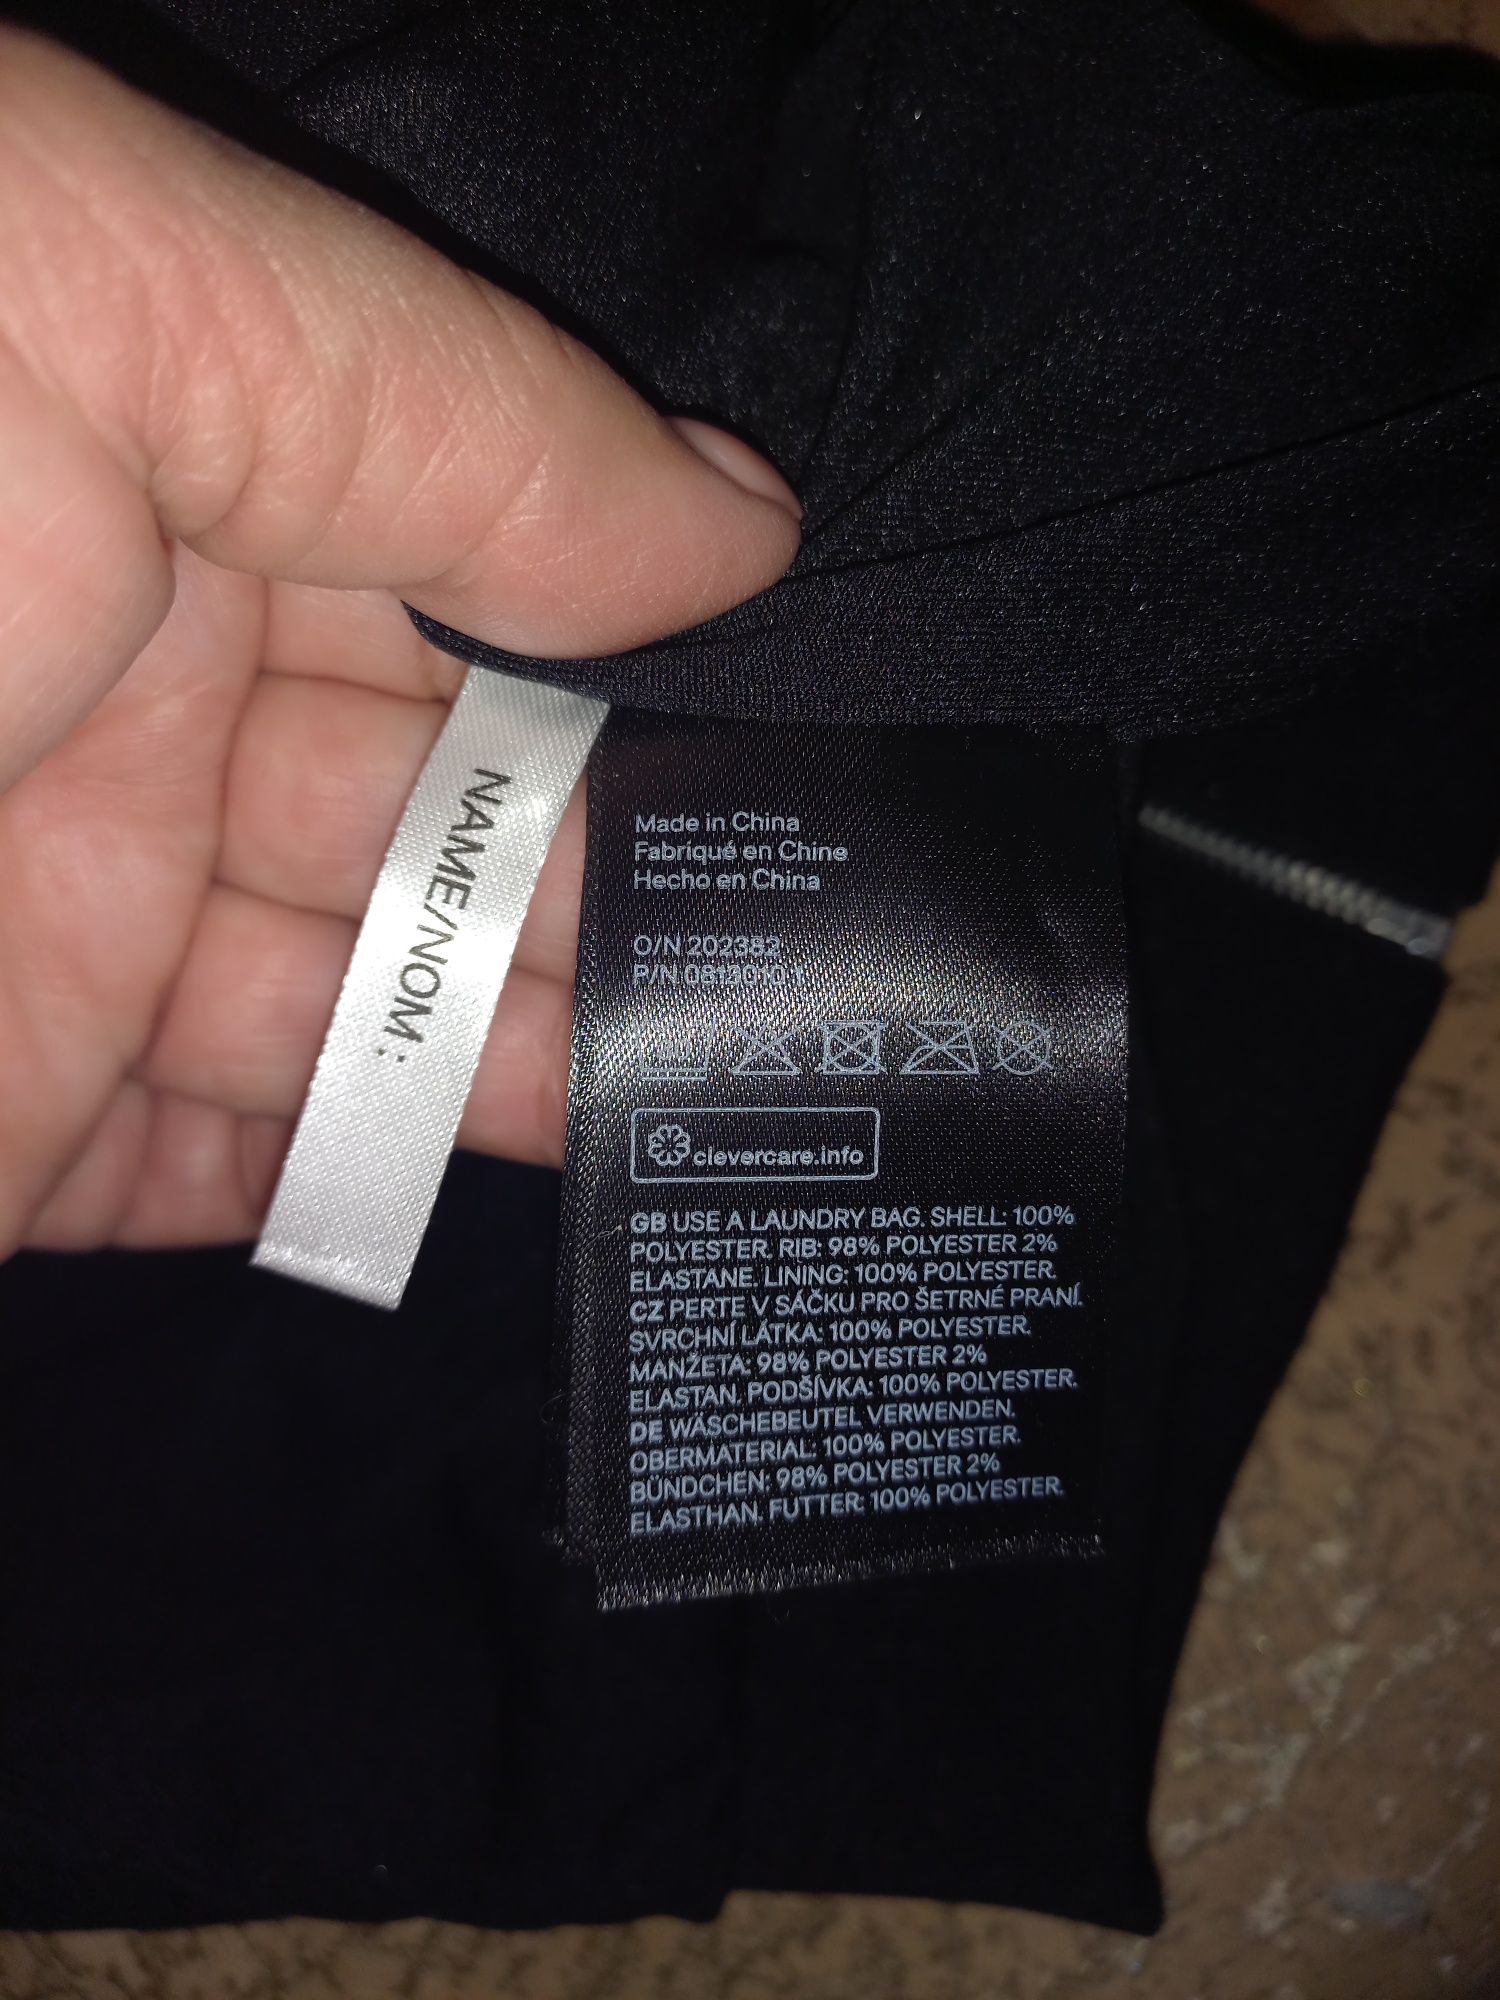 NAME/NOM:
Made in China
Fabriqué en Chine
Hecho en China
O/N 202382
P/N 0812010.1
clevercare.info
GB USE A LAUNDRY BAG. SHELL: 100%
POLYESTER. RIB: 98% POLYESTER 2%
ELASTANE. LINING: 100% POLYESTER.
CZ PERTE V SÁČKU PRO ŠETRNÉ PRANÍ.
SVRCHNÍ LÁTKA: 100% POLYESTER.
MANŽETA: 98% POLYESTER 2%
ELASTAN. PODŠÍVKA: 100% POLYESTER.
DE WÄSCHEBEUTEL VERWENDEN.
OBERMATERIAL: 100% POLYESTER.
BÜNDCHEN: 98% POLYESTER 2%
ELASTHAN. FUTTER: 100% POLYESTER.